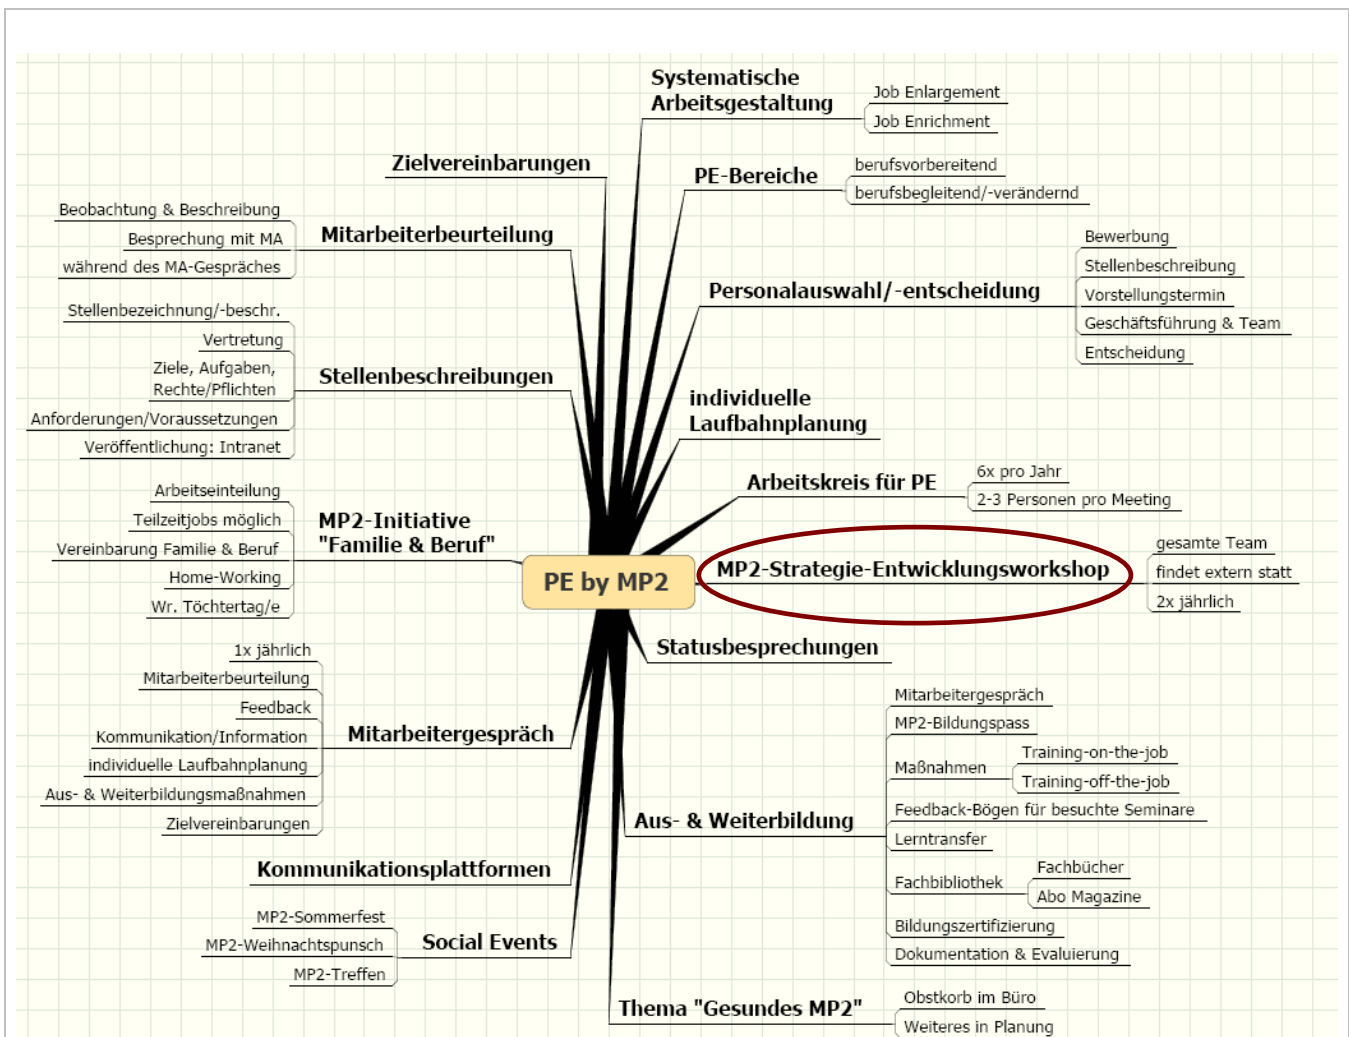 Systematische
Arbeitsgestaltung
Job Enlargement
Job Enrichment
PE-Bereiche
berufsvorbereitend
berufsbegleitend/-verändernd
Personalauswahl/-entscheidung
Bewerbung
Stellenbeschreibung
Vorstellungstermin
Geschäftsführung & Team
Entscheidung
individuelle
Laufbahnplanung
Arbeitskreis für PE
6x pro Jahr
2-3 Personen pro Meeting
MP2-Strategie-Entwicklungsworkshop
gesamte Team
findet extern statt
2x jährlich
Statusbesprechungen
Aus- & Weiterbildung
Mitarbeitergespräch
MP2-Bildungspass
Maßnahmen
Training-on-the-job
Training-off-the-job
Feedback-Bögen für besuchte Seminare
Lerntransfer
Fachbibliothek
Fachbücher
Abo Magazine
Bildungszertifizierung
Dokumentation & Evaluierung
Thema "Gesundes MP2"
Obstkorb im Büro
Weiteres in Planung
PE by MP2
Zielvereinbarungen
Mitarbeiterbeurteilung
Beobachtung & Beschreibung
Besprechung mit MA
während des MA-Gespräches
Stellenbeschreibungen
Stellenbezeichnung/-beschr.
Vertretung
Ziele, Aufgaben,
Rechte/Pflichten
Anforderungen/Voraussetzungen
Veröffentlichung: Intranet
MP2-Initiative
"Familie & Beruf"
Arbeitseinteilung
Teilzeitjobs möglich
Vereinbarung Familie & Beruf
Home-Working
Wr. Töchtertag/e
Mitarbeitergespräch
1x jährlich
Mitarbeiterbeurteilung
Feedback
Kommunikation/Information
individuelle Laufbahnplanung
Aus- & Weiterbildungsmaßnahmen
Zielvereinbarungen
Kommunikationsplattformen
Social Events
MP2-Sommerfest
MP2-Weihnachtspunsch
MP2-Treffen